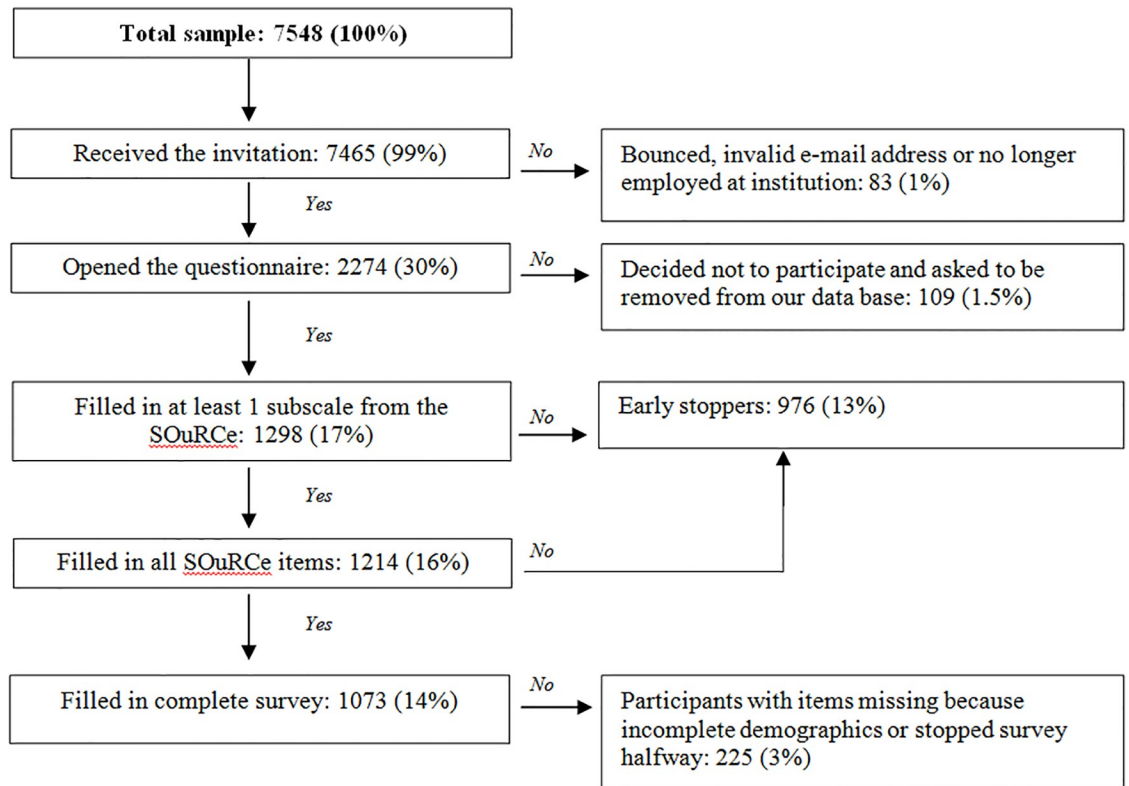 Total sample: 7548 (100%)
Received the invitation: 7465 (99%)
No
Bounced, invalid e-mail address or no longer
employed at institution: 83 (1%)
Yes
Opened the questionnaire: 2274 (30%)
No
Decided not to participate and asked to be
removed from our data base: 109 (1.5%)
Yes
Filled in at least 1 subscale from the
SOuRCe: 1298 (17%)
No
Early stoppers: 976 (13%)
Yes
Filled in all SOuRCe items: 1214 (16%)
No
Yes
Filled in complete survey: 1073 (14%)
No
Participants with items missing because
incomplete demographics or stopped survey
halfway: 225 (3%)